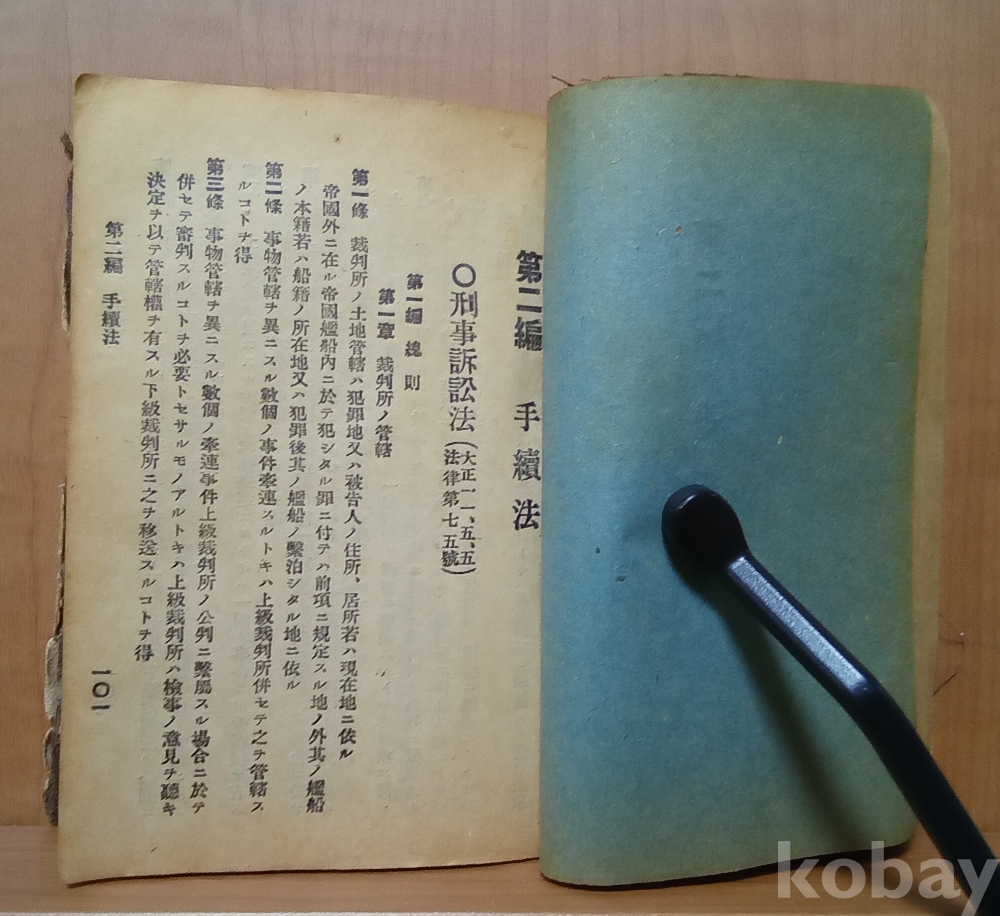 第二編　手續法
〇刑事訴訟法（大正一一、五、五
法律第七五號）
第一編　總則
第一章　裁判所ノ管轄
第一條　裁判所ノ土地管轄ハ犯罪地又ハ被告人ノ住所、居所若ハ現在地ニ依ル
帝國外ニ在ル帝國艦船內ニ於テ犯シタル罪ニ付テハ前項ニ規定スル地ノ外其ノ艦船
ノ本籍若ハ船籍ノ所在地又ハ犯罪後其ノ艦船ノ繫泊シタル地ニ依ル
第二條　事物管轄ヲ異ニスル數個ノ事件牽連スルトキハ上級裁判所併セテ之ヲ管轄ス
ルコトヲ得
第三條　事物管轄ヲ異ニスル數個ノ牽連事件上級裁判所ノ公判ニ繫屬スル場合ニ於テ
併セテ審判スルコトヲ必要トセサルモノアルトキハ上級裁判所ハ檢事ノ意見ヲ聽キ
決定ヲ以テ管轄權ヲ有スル下級裁判所ニ之ヲ移送スルコトヲ得
第二編　手續法
一〇一
kobay